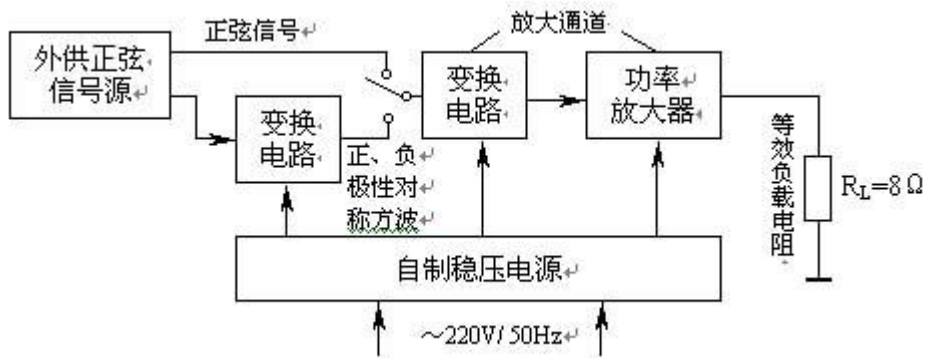 正弦信号
放大通道
外供正弦
信号源
变换
电路
功率
放大器
变换
电路
正、负
极性对
称方波
等效负载电阻
R_L=8Ω
自制稳压电源
～220V/50Hz